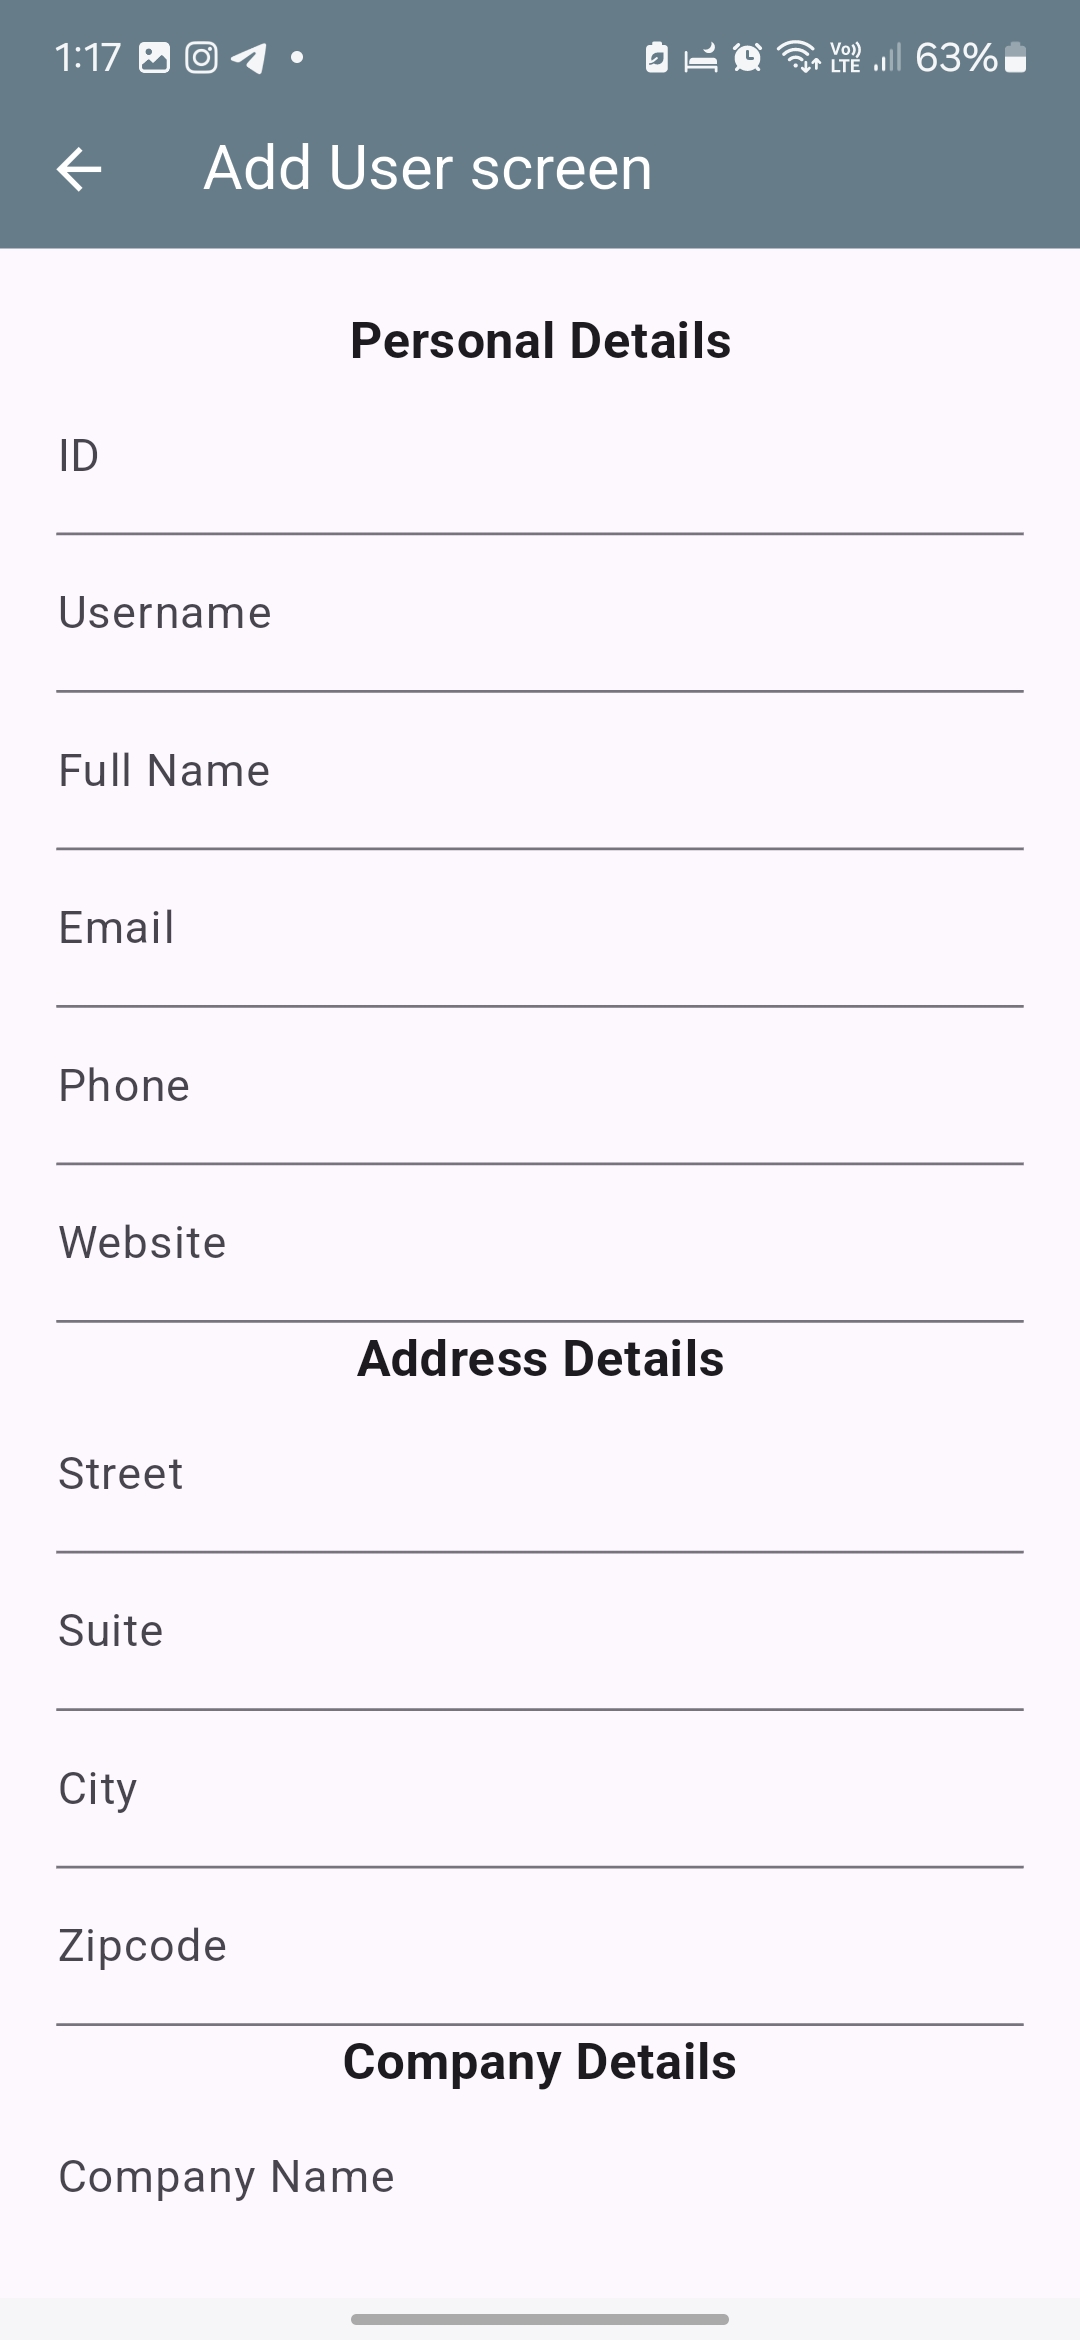 1:17 Vo)) LTE 63%
Add User screen
Personal Details
ID
Username
Full Name
Email
Phone
Website
Address Details
Street
Suite
City
Zipcode
Company Details
Company Name